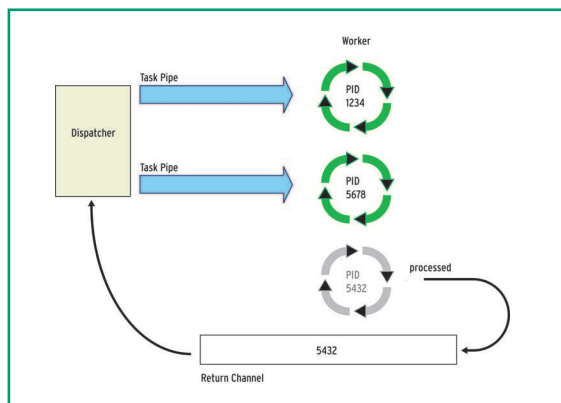 Worker
Task Pipe
PID
1234
Dispatcher
Task Pipe
PID
5678
PID
5432
processed
5432
Return Channel